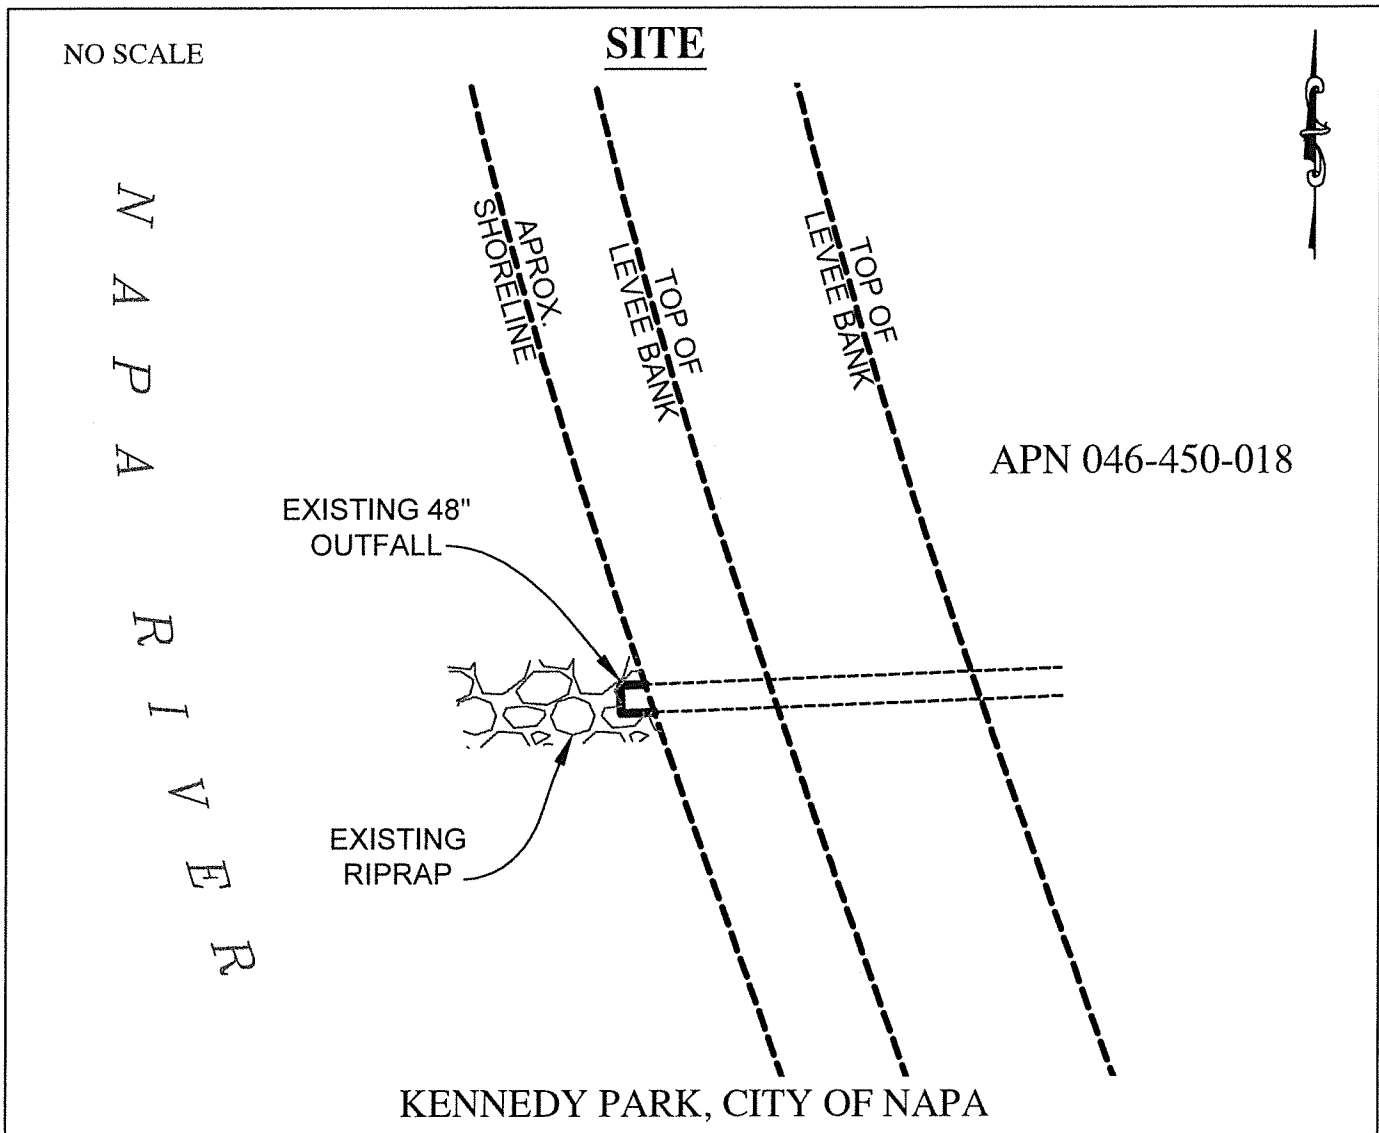 NO SCALE
SITE
NAPA RIVER
APROX.
SHORELINE
TOP OF
LEVEE BANK
TOP OF
LEVEE BANK
APN 046-450-018
EXISTING 48"
OUTFALL
EXISTING
RIPRAP
KENNEDY PARK, CITY OF NAPA